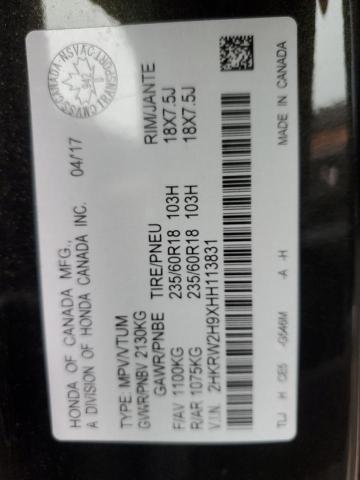 HONDA OF CANADA MFG.,
A DIVISION OF HONDA CANADA INC. 04/17
TYPE MPV/VTUM
GVWR/PNBV 2130KG
GAWR/PNBE TIRE/PNEU RIM/JANTE
F/AV 1100KG 235/60R18 103H 18X7.5J
R/AR 1075KG 235/60R18 103H 18X7.5J
V.I.N. 2HKRW2H9XHH113831
-A -H MADE IN CANADA